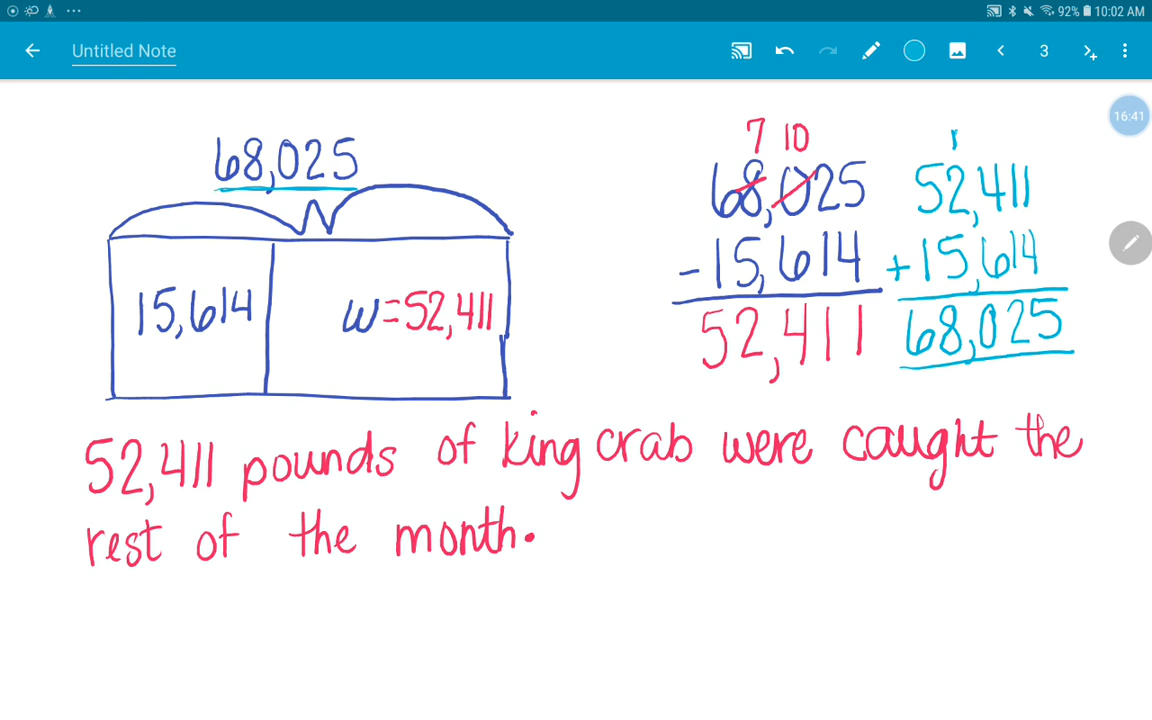 92% 10:02 AM
Untitled Note
3
16:41
68,025
15,614
w=52,411
7 10
68,025
-15,614
52,411
1
52,411
+15,614
68,025
52,411 pounds of king crab were caught the
rest of the month.